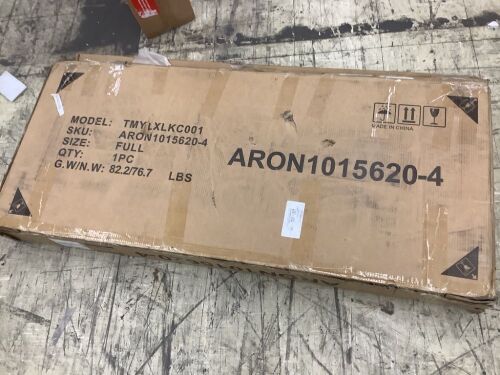 MODEL: TMYLXLKC001
SKU: ARON1015620-4
SIZE: FULL
QTY: 1PC
G.W/N.W: 82.2/76.7 LBS
MADE IN CHINA
ARON1015620-4